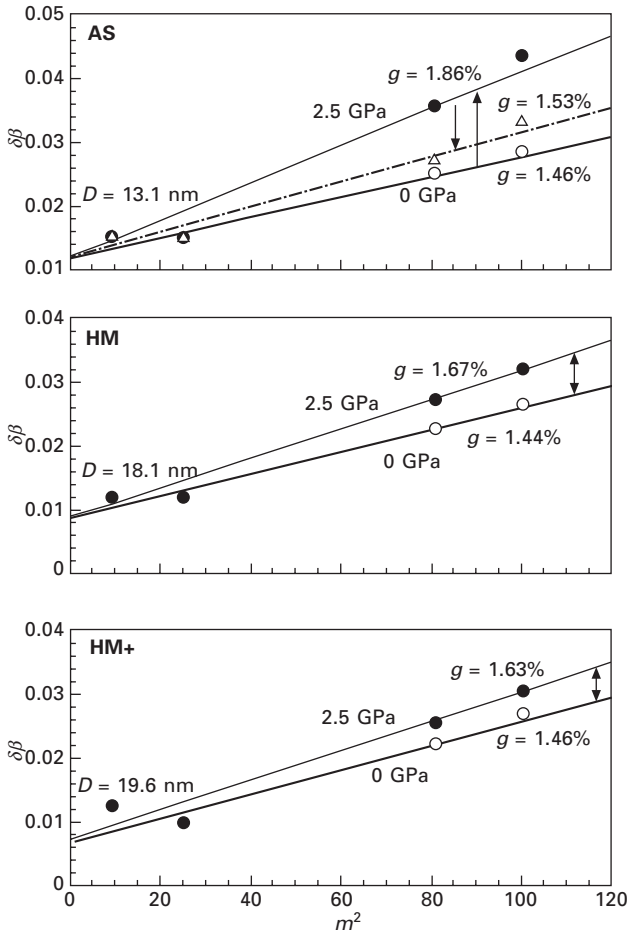 0.05
AS
g = 1.86%
0.04
2.5 GPa
g = 1.53%
δβ
0.03
D = 13.1 nm
0 GPa
g = 1.46%
0.02
0.01
0.04
HM
g = 1.67%
0.03
2.5 GPa
δβ
0.02
g = 1.44%
0 GPa
D = 18.1 nm
0.01
0
0.04
HM+
g = 1.63%
0.03
2.5 GPa
g = 1.46%
δβ
0.02
0 GPa
D = 19.6 nm
0.01
0
0 20 40 60 80 100 120
m²